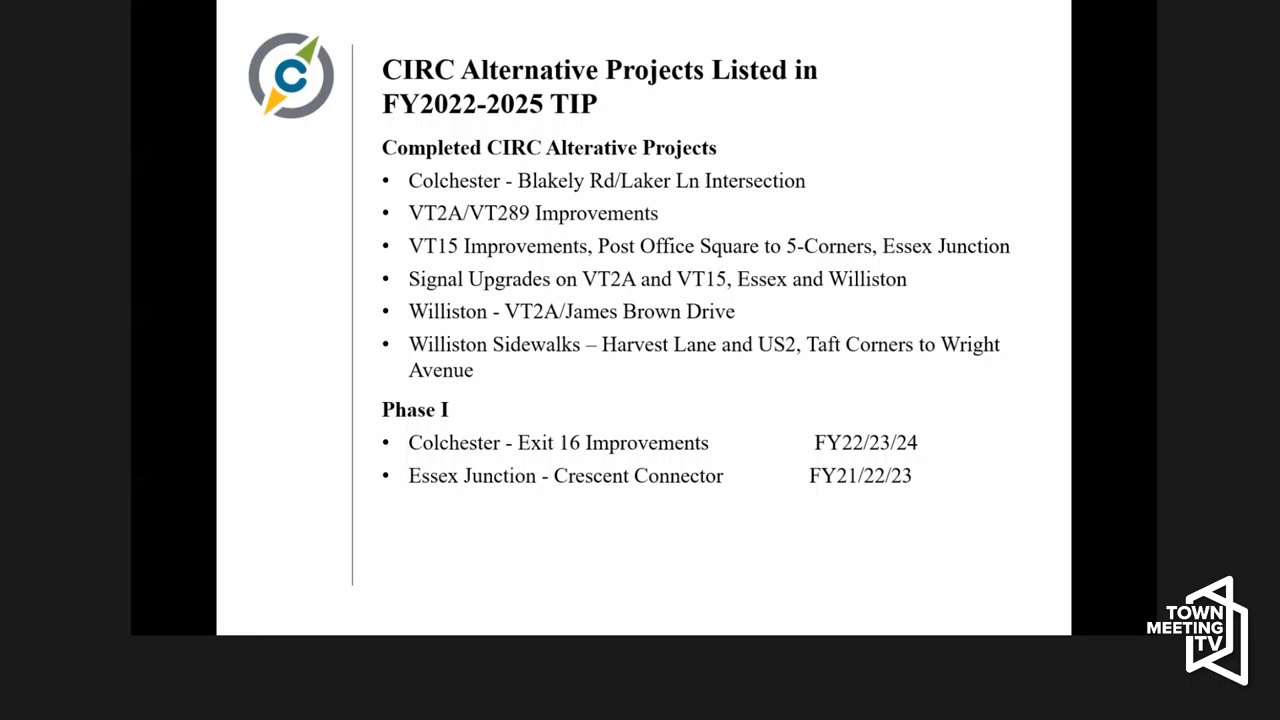 C
CIRC Alternative Projects Listed in
FY2022-2025 TIP
Completed CIRC Alterative Projects
• Colchester - Blakely Rd/Laker Ln Intersection
• VT2A/VT289 Improvements
• VT15 Improvements, Post Office Square to 5-Corners, Essex Junction
• Signal Upgrades on VT2A and VT15, Essex and Williston
• Williston - VT2A/James Brown Drive
• Williston Sidewalks – Harvest Lane and US2, Taft Corners to Wright
Avenue
Phase I
• Colchester - Exit 16 Improvements FY22/23/24
• Essex Junction - Crescent Connector FY21/22/23
TOWN
MEETING
TV